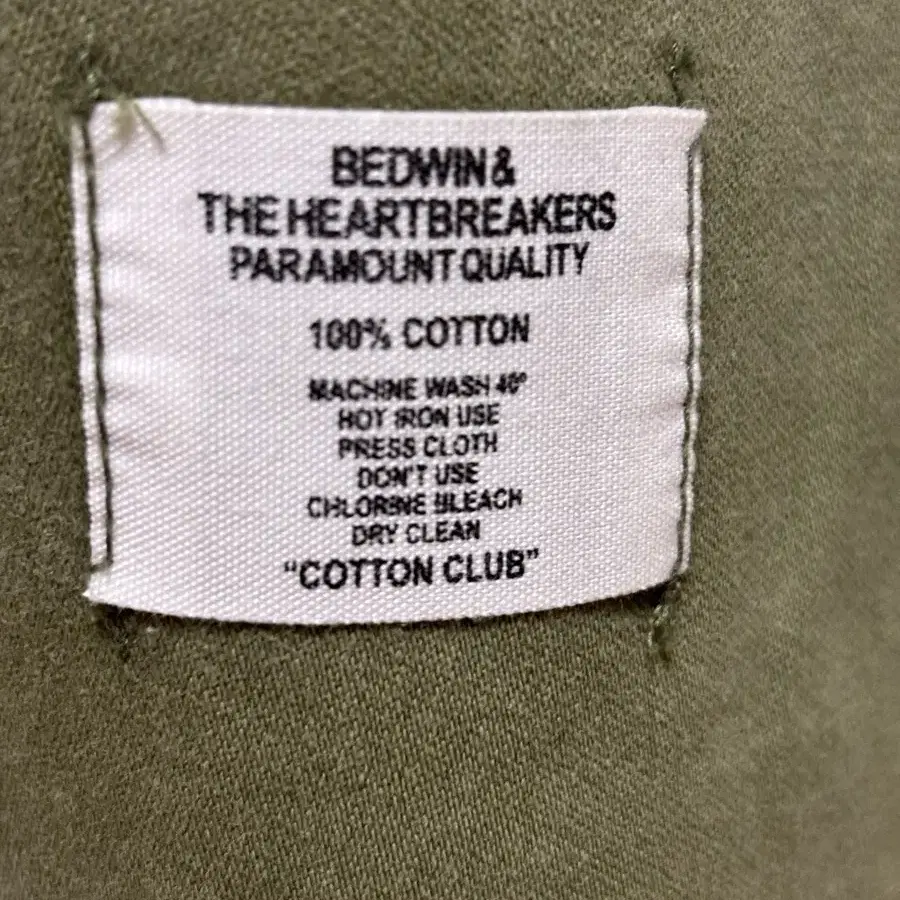 BEDWIN &
THE HEARTBREAKERS
PARAMOUNT QUALITY
100% COTTON
MACHINE WASH 40°
HOT IRON USE
PRESS CLOTH
DON'T USE
CHLORINE BLEACH
DRY CLEAN
"COTTON CLUB"